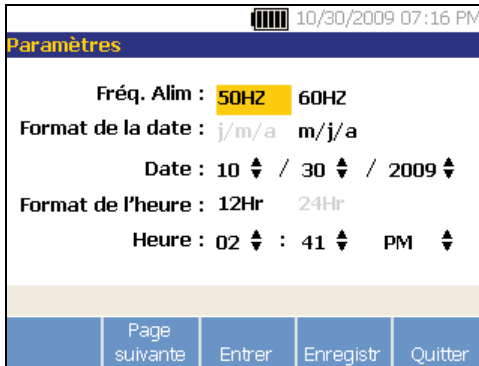 10/30/2009 07:16 PM
Paramètres
Fréq. Alim : 50HZ 60HZ
Format de la date : j/m/a m/j/a
Date : 10 / 30 / 2009
Format de l'heure : 12Hr 24Hr
Heure : 02 : 41 PM
Page suivante Entrer Enregistr Quitter